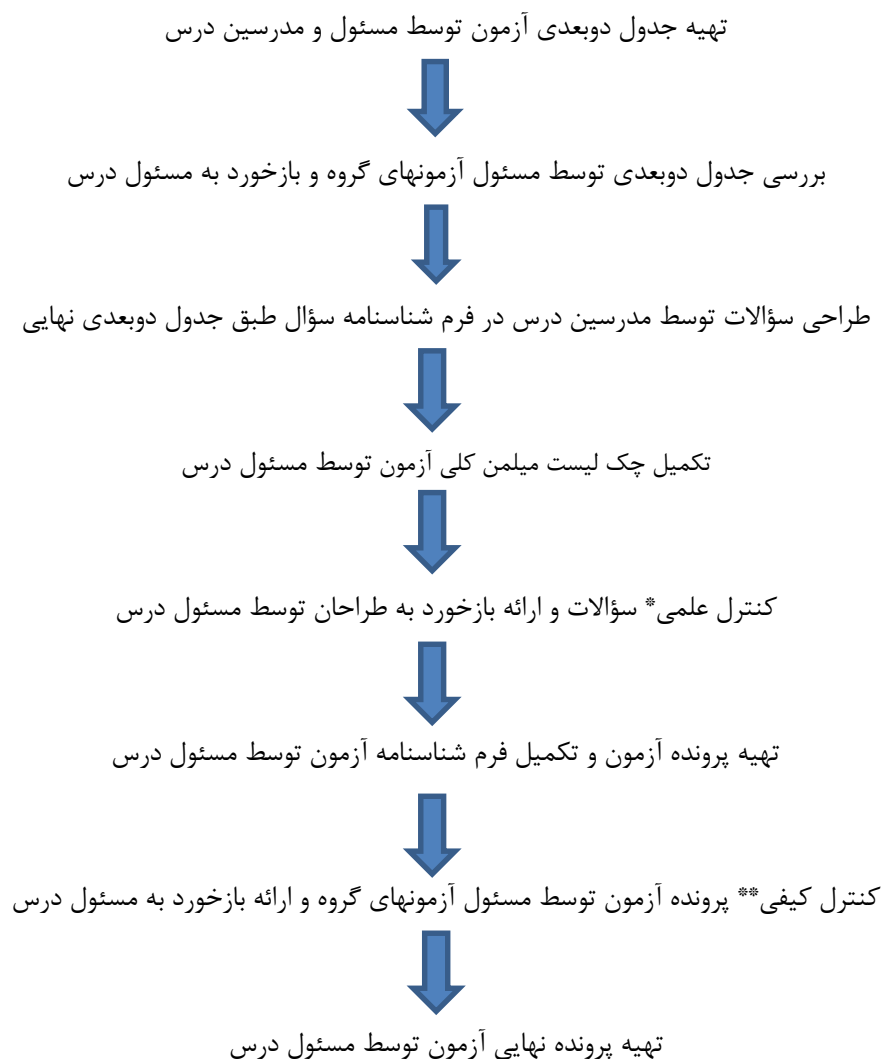 تهیه جدول دوبعدی آزمون توسط مسئول و مدرسین درس
بررسی جدول دوبعدی توسط مسئول آزمونهای گروه و بازخورد به مسئول درس
طراحی سؤالات توسط مدرسین درس در فرم شناسنامه سؤال طبق جدول دوبعدی نهایی
تکمیل چک لیست میلمن کلی آزمون توسط مسئول درس
کنترل علمی* سؤالات و ارائه بازخورد به طراحان توسط مسئول درس
تهیه پرونده آزمون و تکمیل فرم شناسنامه آزمون توسط مسئول درس
کنترل کیفی** پرونده آزمون توسط مسئول آزمونهای گروه و ارائه بازخورد به مسئول درس
تهیه پرونده نهایی آزمون توسط مسئول درس